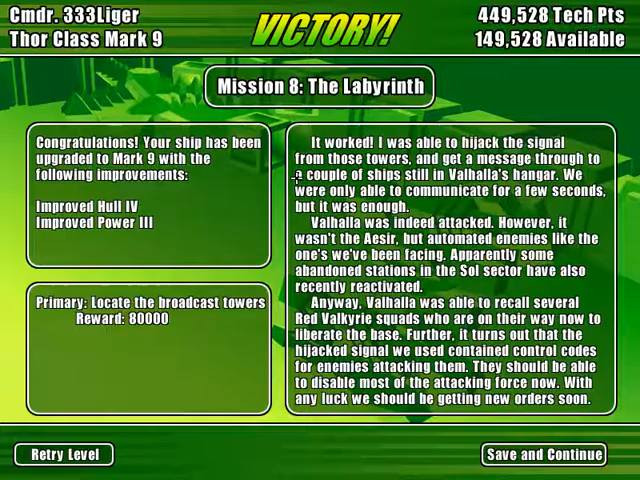 Cmdr. 333Liger
Thor Class Mark 9
VICTORY!
449,528 Tech Pts
149,528 Available
Mission 8: The Labyrinth
Congratulations! Your ship has been
upgraded to Mark 9 with the
following improvements:
Improved Hull IV
Improved Power III
Primary: Locate the broadcast towers
Reward: 80000
It worked! I was able to hijack the signal
from those towers, and get a message through to
a couple of ships still in Valhalla's hangar. We
were only able to communicate for a few seconds,
but it was enough.
Valhalla was indeed attacked. However, it
wasn't the Aesir, but automated enemies like the
one's we've been facing. Apparently some
abandoned stations in the Sol sector have also
recently reactivated.
Anyway, Valhalla was able to recall several
Red Valkyrie squads who are on their way now to
liberate the base. Further, it turns out that the
hijacked signal we used contained control codes
for enemies attacking them. They should be able
to disable most of the attacking force now. With
any luck we should be getting new orders soon.
Retry Level
Save and Continue